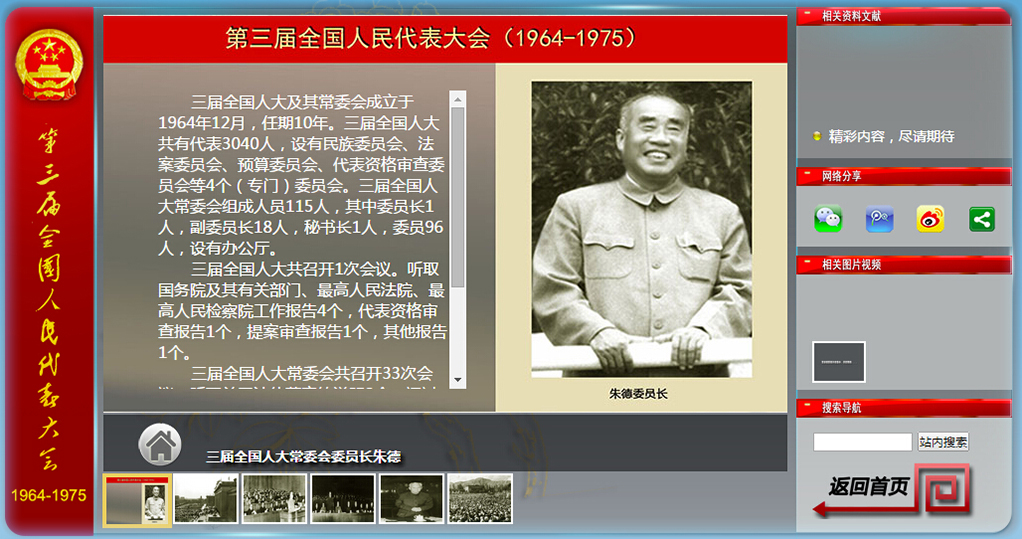 第三届全国人民代表大会
1964-1975
第三届全国人民代表大会（1964-1975）
三届全国人大及其常委会成立于
1964年12月，任期10年。三届全国人大
共有代表3040人，设有民族委员会、法
案委员会、预算委员会、代表资格审查委
员会等4个（专门）委员会。三届全国人
大常委会组成人员115人，其中委员长1
人，副委员长18人，秘书长1人，委员96
人，设有办公厅。
三届全国人大共召开1次会议。听取
国务院及其有关部门、最高人民法院、最
高人民检察院工作报告4个，代表资格审
查报告1个，提案审查报告1个，其他报告
1个。
三届全国人大常委会共召开33次会
朱德委员长
三届全国人大常委会委员长朱德
相关资料文献
精彩内容，尽请期待
网络分享
相关图片视频
搜索导航
站内搜索
返回首页